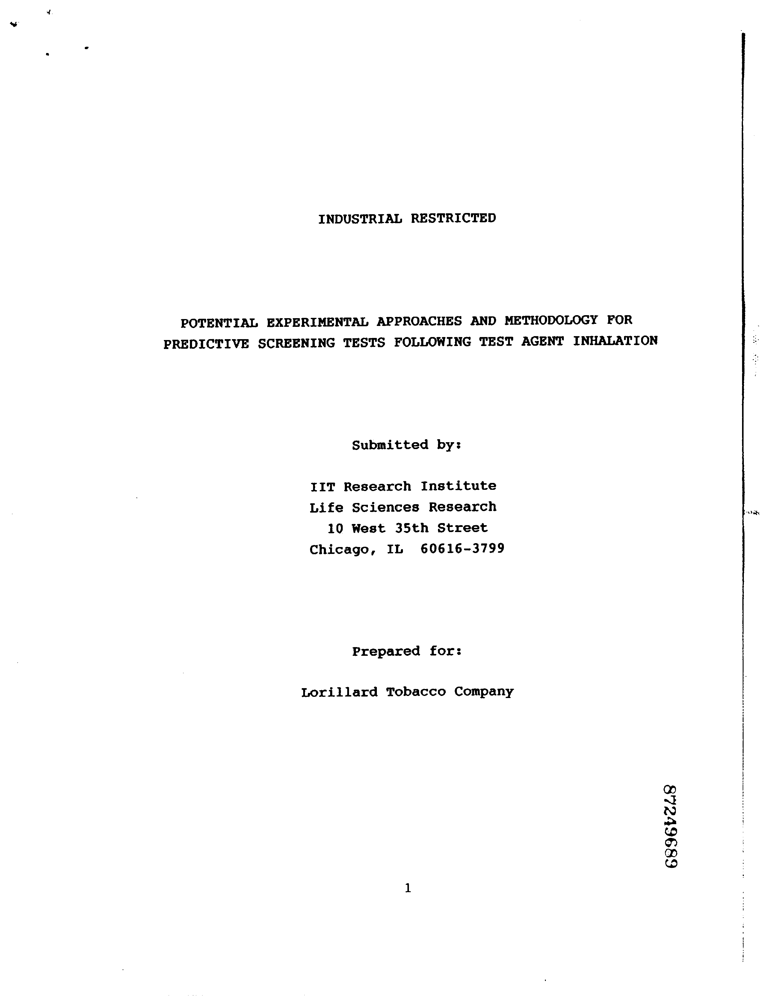 INDUSTRIAL RESTRICTED
POTENTIAL EXPERIMENTAL APPROACHES AND METHODOLOGY FOR
PREDICTIVE SCREENING TESTS FOLLOWING TEST AGENT INHALATION
Submitted by:
IIT Research Institute
Life Sciences Research
10 West 35th Street
Chicago, IL 60616-3799
Prepared for:
Lorillard Tobacco Company
87249689
1